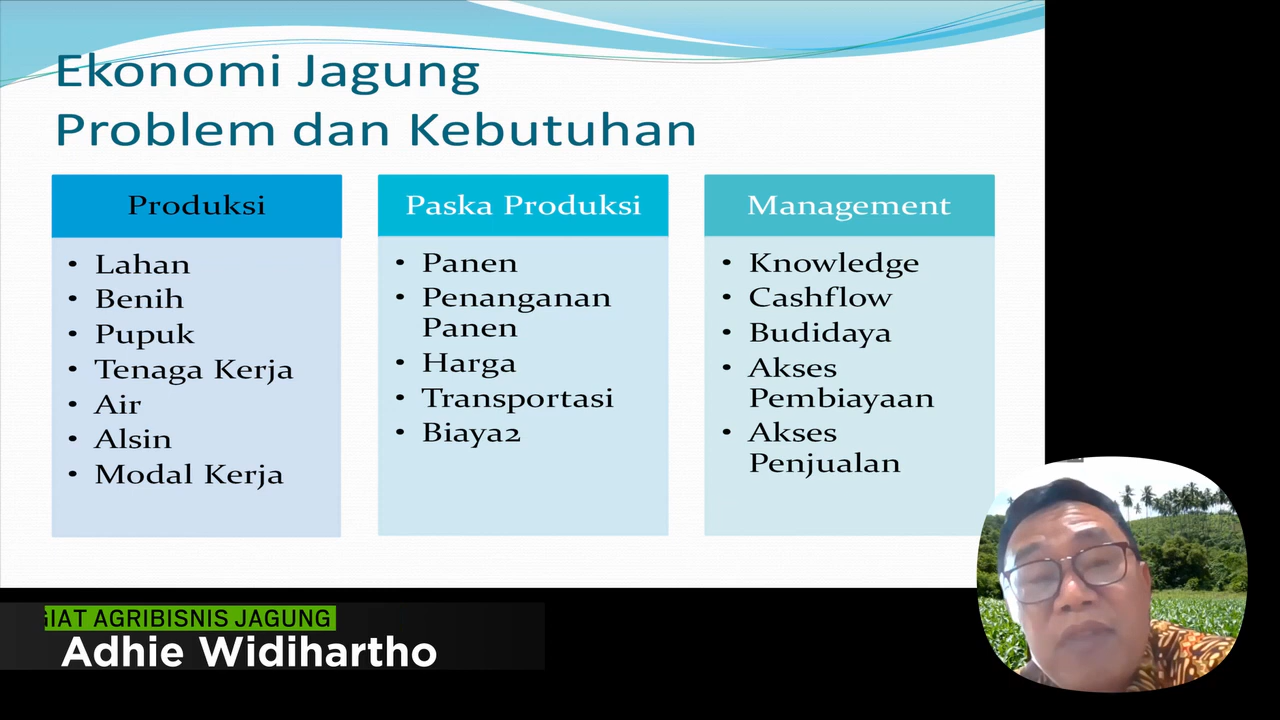 Ekonomi Jagung
Problem dan Kebutuhan
Produksi
• Lahan
• Benih
• Pupuk
• Tenaga Kerja
• Air
• Alsin
• Modal Kerja
Paska Produksi
• Panen
• Penanganan
Panen
• Harga
• Transportasi
• Biaya2
Management
• Knowledge
• Cashflow
• Budidaya
• Akses
Pembiayaan
• Akses
Penjualan
GIAT AGRIBISNIS JAGUNG
Adhie Widihartho